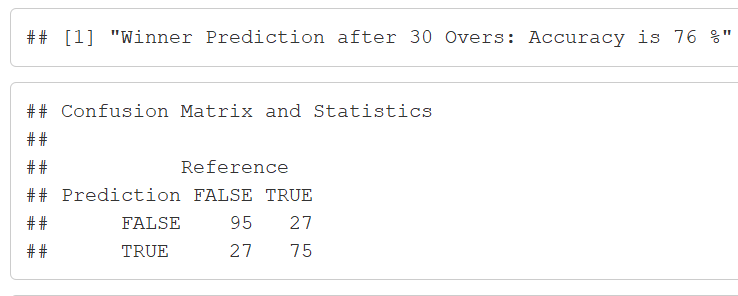 ## [1] "Winner Prediction after 30 Overs: Accuracy is 76 %"
## Confusion Matrix and Statistics
##
##           Reference
## Prediction FALSE TRUE
##      FALSE    95   27
##      TRUE     27   75